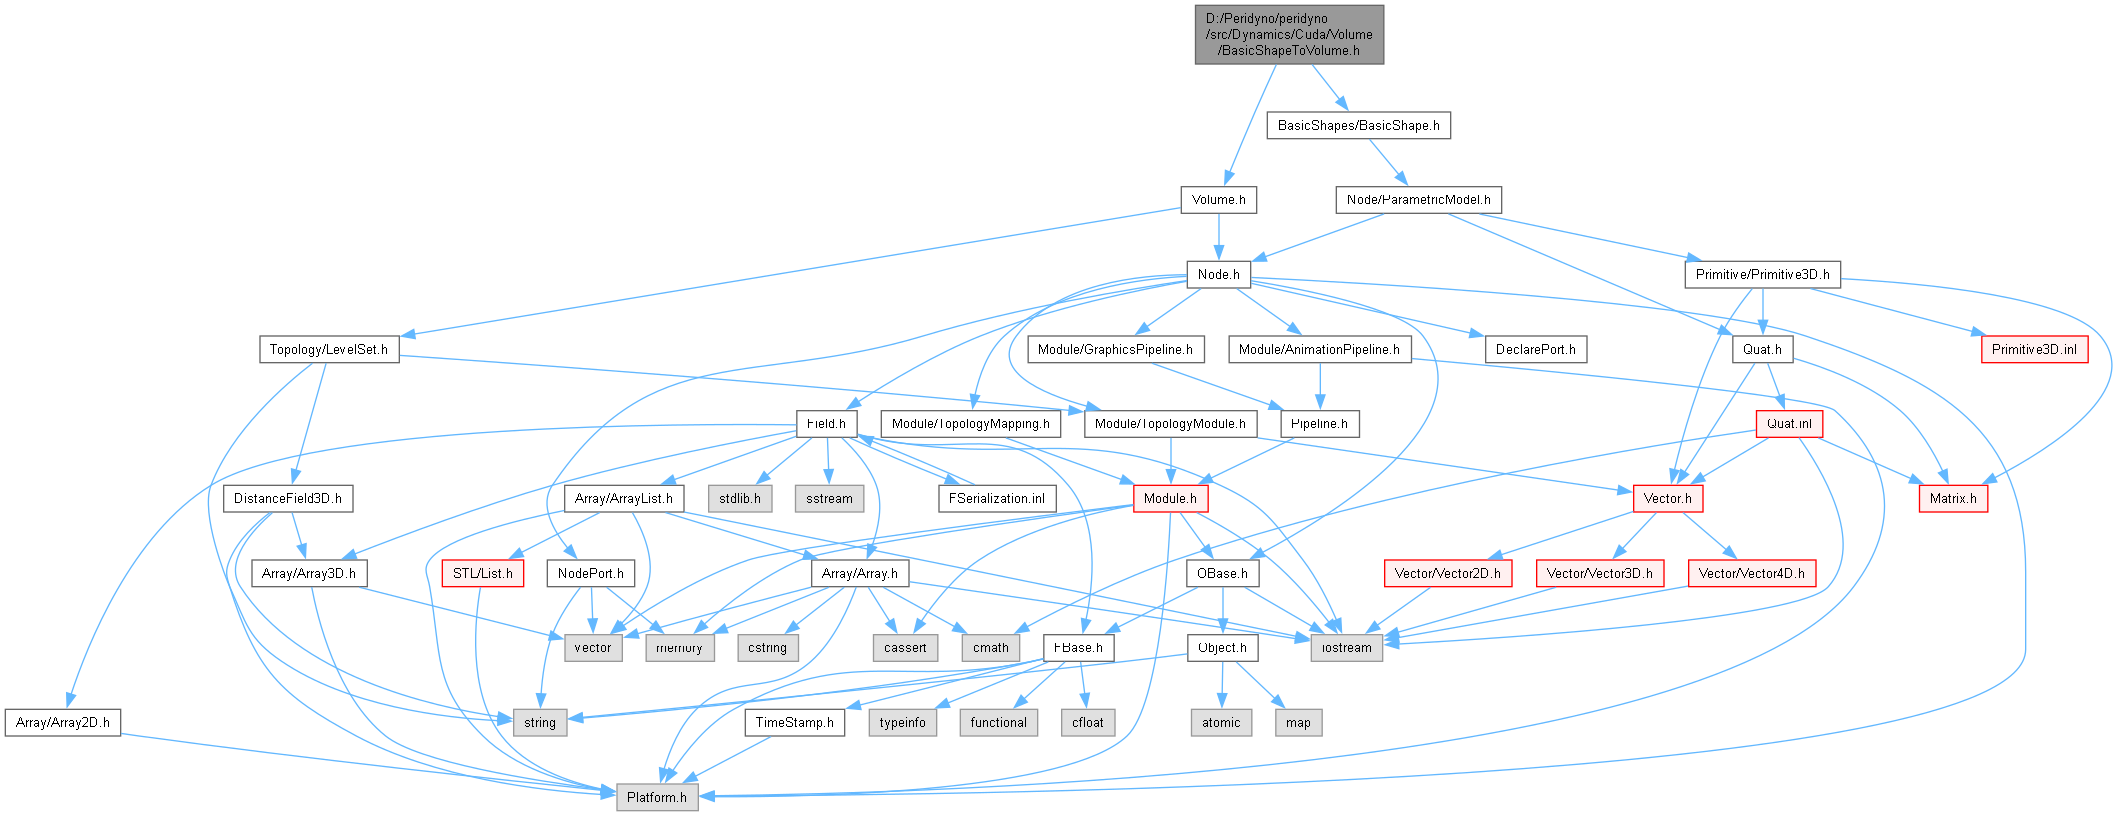 D:/Peridyno/peridyno
/src/Dynamics/Cuda/Volume
/BasicShapeToVolume.h
BasicShapes/BasicShape.h
Volume.h
Node/ParametricModel.h
Node.h
Primitive/Primitive3D.h
Topology/LevelSet.h
Module/GraphicsPipeline.h
Module/AnimationPipeline.h
DeclarePort.h
Quat.h
Primitive3D.inl
Field.h
Module/TopologyMapping.h
Module/TopologyModule.h
Pipeline.h
Quat.inl
DistanceField3D.h
Array/ArrayList.h
stdlib.h
sstream
FSerialization.inl
Module.h
Vector.h
Matrix.h
Array/Array3D.h
STL/List.h
NodePort.h
Array/Array.h
OBase.h
Vector/Vector2D.h
Vector/Vector3D.h
Vector/Vector4D.h
vector
memory
cstring
cassert
cmath
FBase.h
Object.h
iostream
Array/Array2D.h
string
TimeStamp.h
typeinfo
functional
cfloat
atomic
map
Platform.h